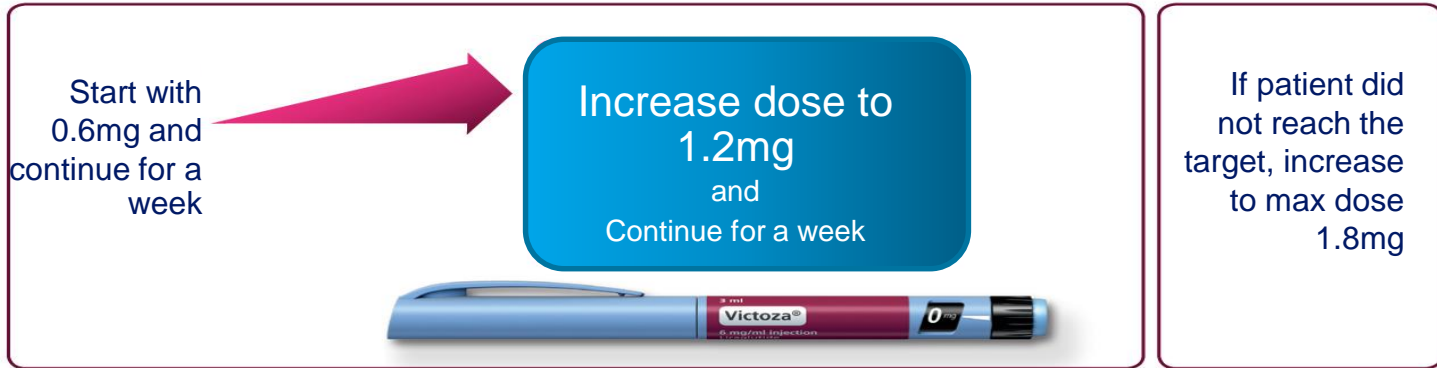 Start with
0.6mg and
continue for a
week
Increase dose to
1.2mg
and
Continue for a week
3 ml
Victoza®
6 mg/ml injection
Liraglutide
0 mg
If patient did
not reach the
target, increase
to max dose
1.8mg